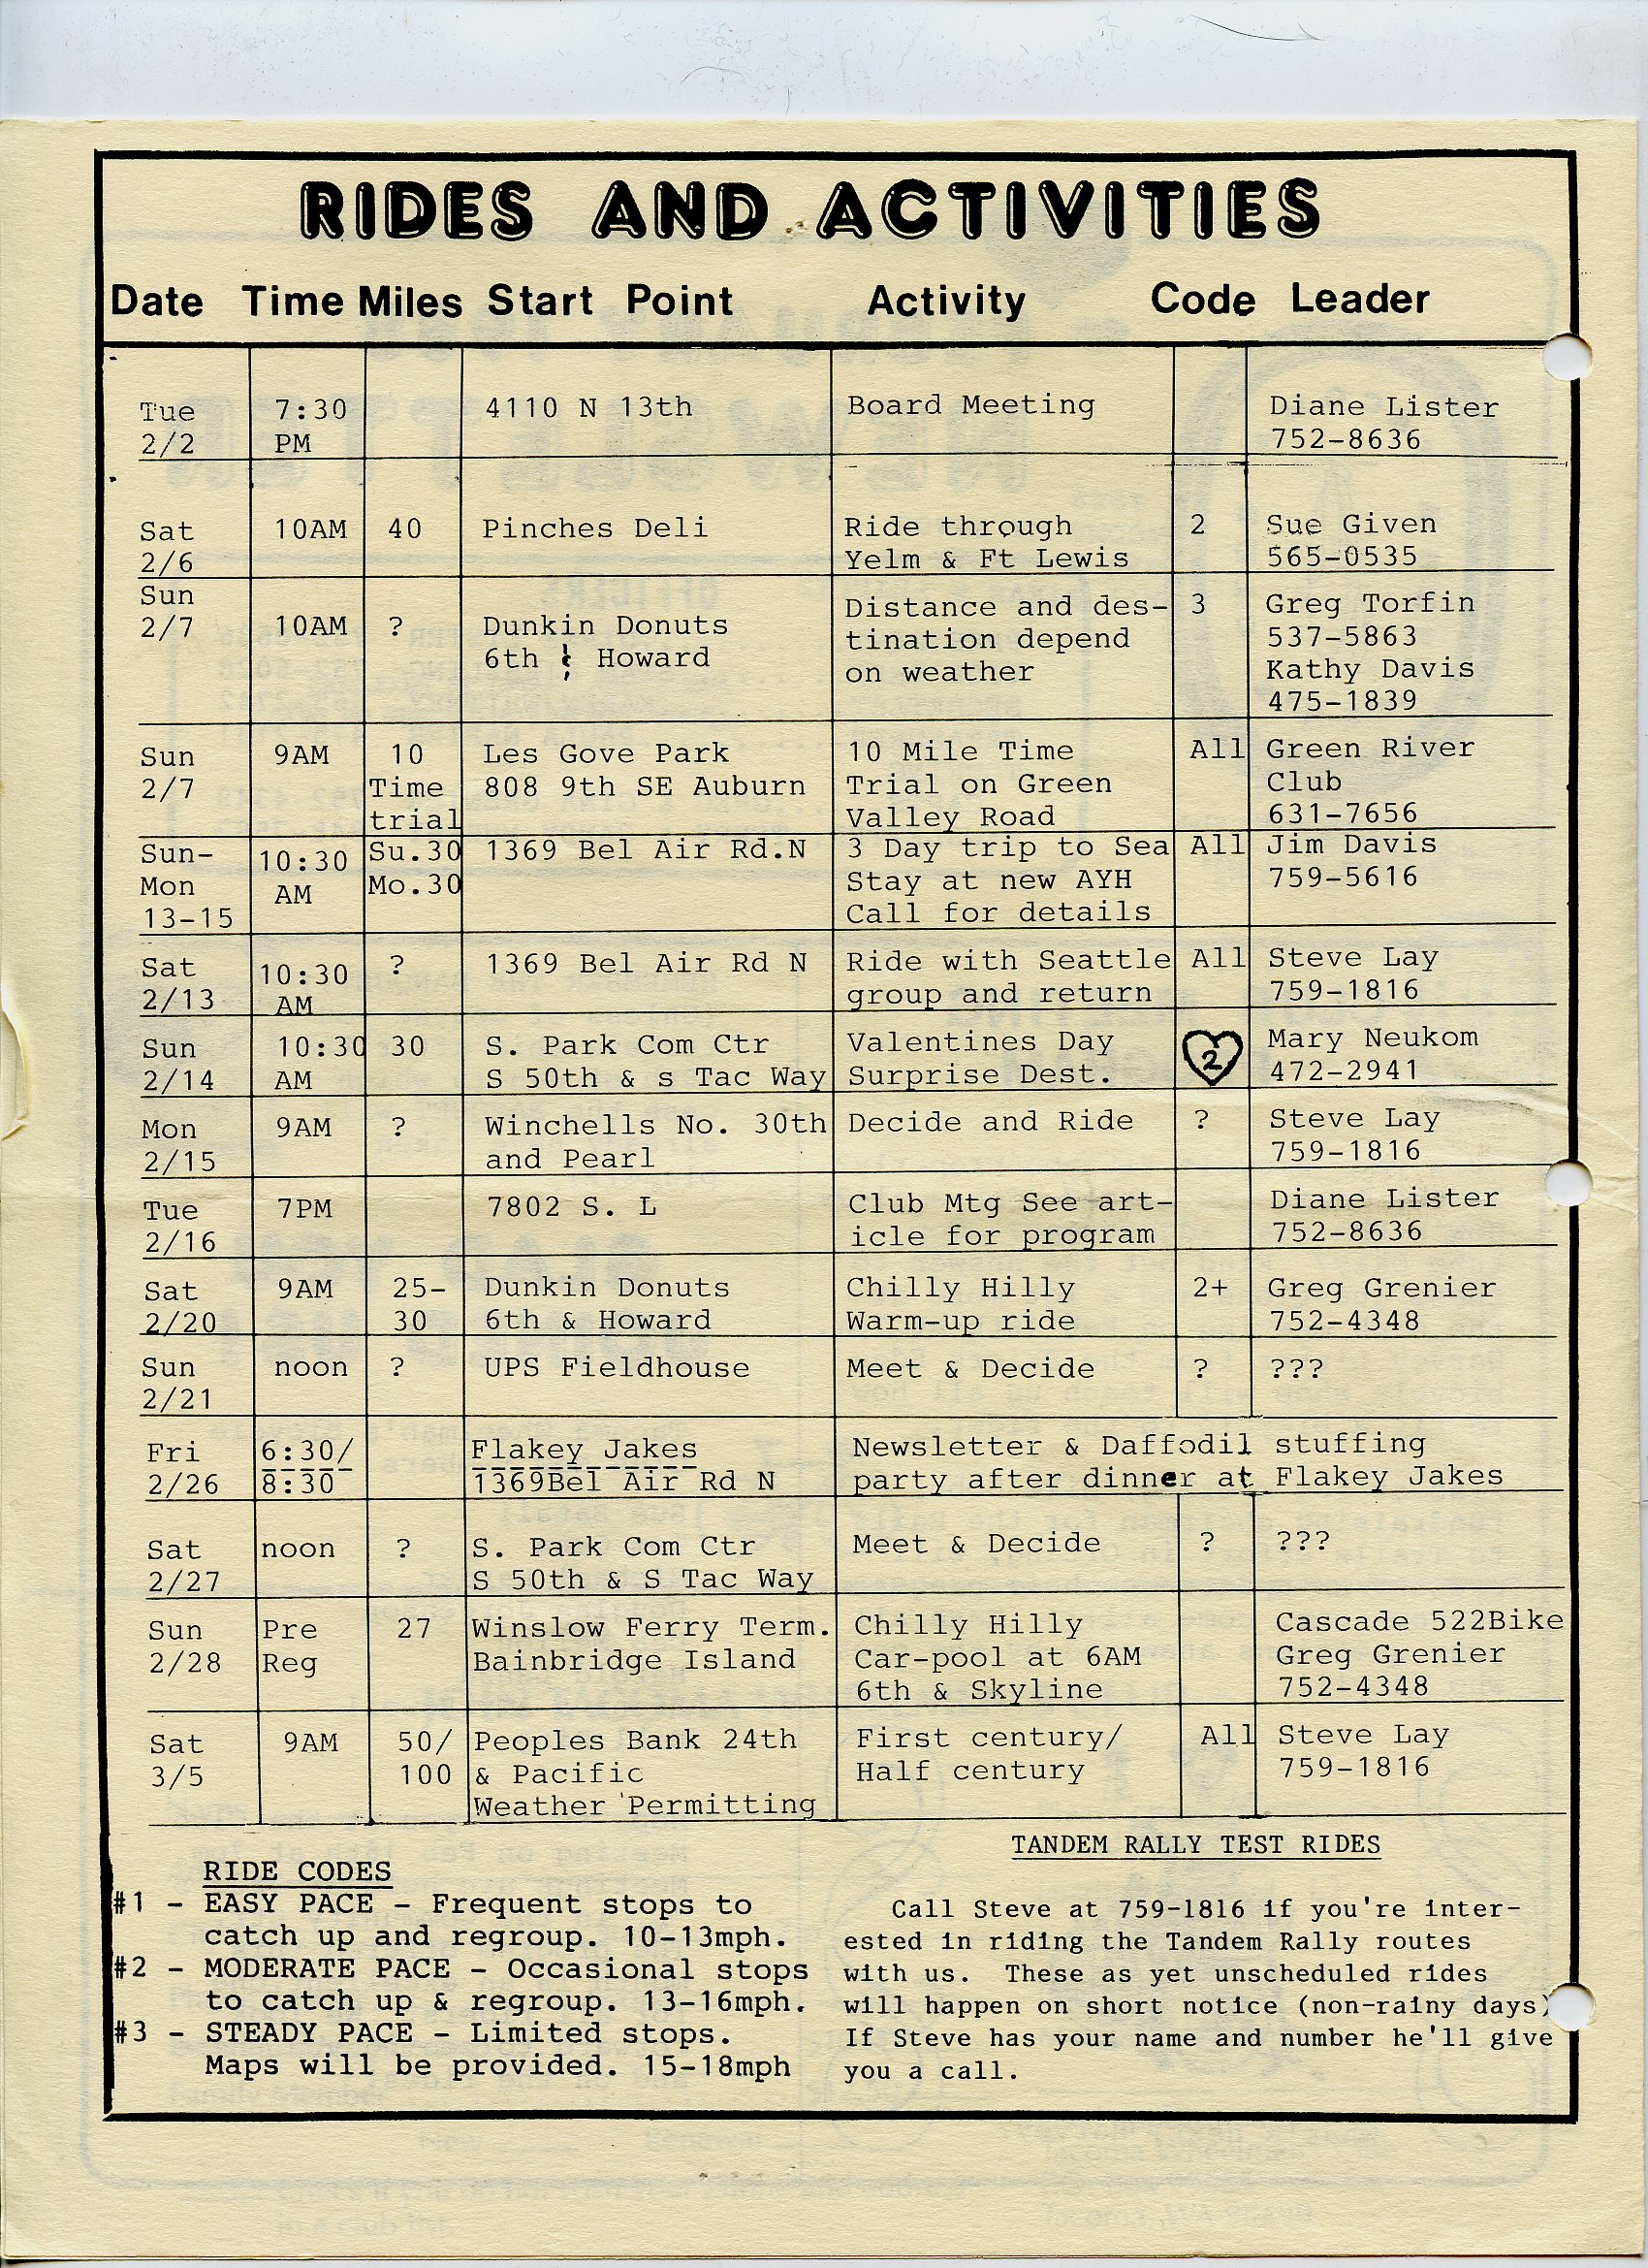 RIDES AND ACTIVITIES
Date Time Miles Start Point Activity Code Leader
Tue 7:30 4110 N 13th Board Meeting Diane Lister
2/2 PM 752-8636
Sat 10AM 40 Pinches Deli Ride through 2 Sue Given
2/6 Yelm & Ft Lewis 565-0535
Sun Distance and des- 3 Greg Torfin
2/7 10AM ? Dunkin Donuts tination depend 537-5863
6th & Howard on weather Kathy Davis
475-1839
Sun 9AM 10 Les Gove Park 10 Mile Time All Green River
2/7 Time 808 9th SE Auburn Trial on Green Club
trial Valley Road 631-7656
Sun- 10:30 Su.30 1369 Bel Air Rd.N 3 Day trip to Sea All Jim Davis
Mon AM Mo.30 Stay at new AYH 759-5616
13-15 Call for details
Sat 10:30 ? 1369 Bel Air Rd N Ride with Seattle All Steve Lay
2/13 AM group and return 759-1816
Sun 10:30 30 S. Park Com Ctr Valentines Day 2 Mary Neukom
2/14 AM S 50th & s Tac Way Surprise Dest. 472-2941
Mon 9AM ? Winchells No. 30th Decide and Ride ? Steve Lay
2/15 and Pearl 759-1816
Tue 7PM 7802 S. L Club Mtg See art- Diane Lister
2/16 icle for program 752-8636
Sat 9AM 25- Dunkin Donuts Chilly Hilly 2+ Greg Grenier
2/20 30 6th & Howard Warm-up ride 752-4348
Sun noon ? UPS Fieldhouse Meet & Decide ? ???
2/21
Fri 6:30/ Flakey Jakes Newsletter & Daffodil stuffing
2/26 8:30 1369Bel Air Rd N party after dinner at Flakey Jakes
Sat noon ? S. Park Com Ctr Meet & Decide ? ???
2/27 S 50th & S Tac Way
Sun Pre 27 Winslow Ferry Term. Chilly Hilly Cascade 522Bike
2/28 Reg Bainbridge Island Car-pool at 6AM Greg Grenier
6th & Skyline 752-4348
Sat 9AM 50/ Peoples Bank 24th First century/ All Steve Lay
3/5 100 & Pacific Half century 759-1816
Weather Permitting
RIDE CODES
#1 - EASY PACE - Frequent stops to
catch up and regroup. 10-13mph.
#2 - MODERATE PACE - Occasional stops
to catch up & regroup. 13-16mph.
#3 - STEADY PACE - Limited stops.
Maps will be provided. 15-18mph
TANDEM RALLY TEST RIDES
Call Steve at 759-1816 if you're inter-
ested in riding the Tandem Rally routes
with us. These as yet unscheduled rides
will happen on short notice (non-rainy days)
If Steve has your name and number he'll give
you a call.